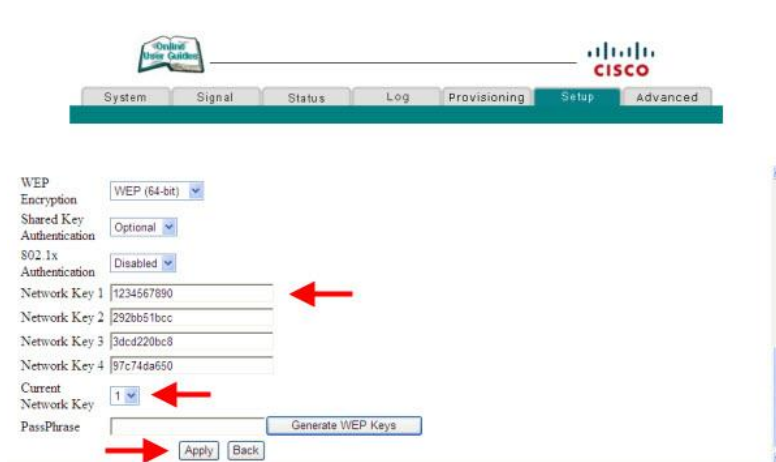 Online
User Guides
CISCO
System Signal Status Log Provisioning Setup Advanced
WEP
Encryption WEP (64-bit)
Shared Key
Authentication Optional
802.1x
Authentication Disabled
Network Key 1 1234567890
Network Key 2 292bb51bcc
Network Key 3 3dcd220bc8
Network Key 4 97c74da650
Current
Network Key 1
PassPhrase Generate WEP Keys
Apply Back